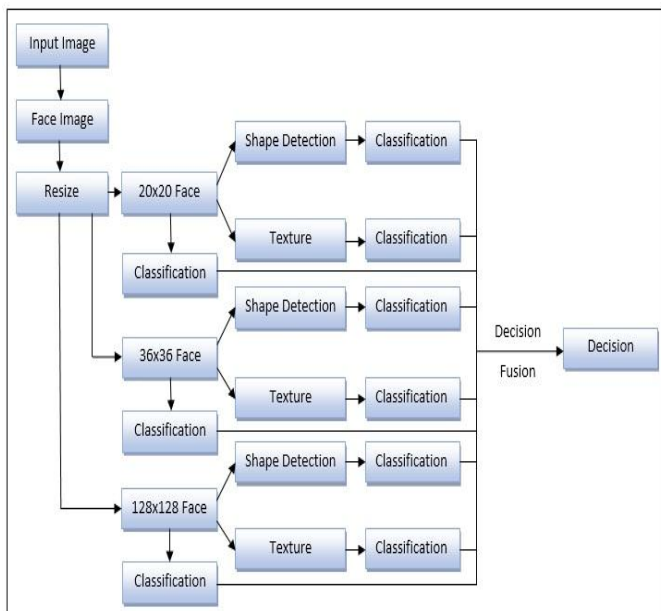 Input Image
Face Image
Resize
20x20 Face
Shape Detection
Classification
Texture
Classification
Classification
36x36 Face
Shape Detection
Classification
Texture
Classification
Classification
128x128 Face
Shape Detection
Classification
Texture
Classification
Classification
Decision
Fusion
Decision